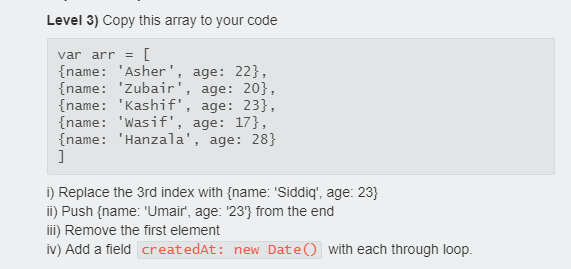 Level 3) Copy this array to your code
var arr = [
{name: 'Asher', age: 22},
{name: 'Zubair', age: 20},
{name: 'Kashif', age: 23},
{name: 'Wasif', age: 17},
{name: 'Hanzala', age: 28}
]
i) Replace the 3rd index with {name: 'Siddiq', age: 23}
ii) Push {name: 'Umair', age: '23'} from the end
iii) Remove the first element
iv) Add a field createdAt: new Date() with each through loop.